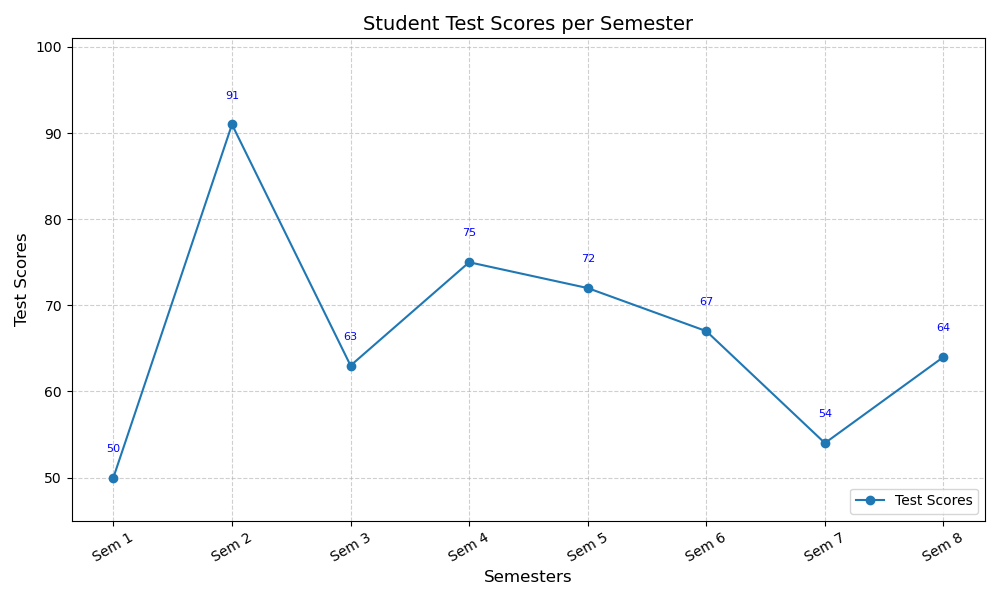 Student Test Scores per Semester
Test Scores
100
90
80
70
60
50
50
91
63
75
72
67
54
64
Test Scores
Sem 1
Sem 2
Sem 3
Sem 4
Sem 5
Sem 6
Sem 7
Sem 8
Semesters